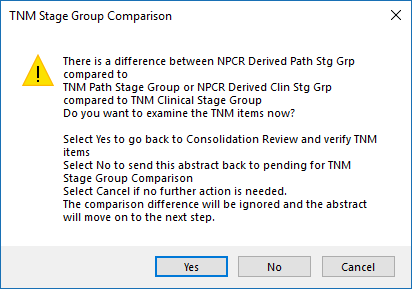 TNM Stage Group Comparison
There is a difference between NPCR Derived Path Stg Grp
compared to
TNM Path Stage Group or NPCR Derived Clin Stg Grp
compared to TNM Clinical Stage Group
Do you want to examine the TNM items now?
Select Yes to go back to Consolidation Review and verify TNM
items
Select No to send this abstract back to pending for TNM
Stage Group Comparison
Select Cancel if no further action is needed.
The comparison difference will be ignored and the abstract
will move on to the next step.
Yes
No
Cancel